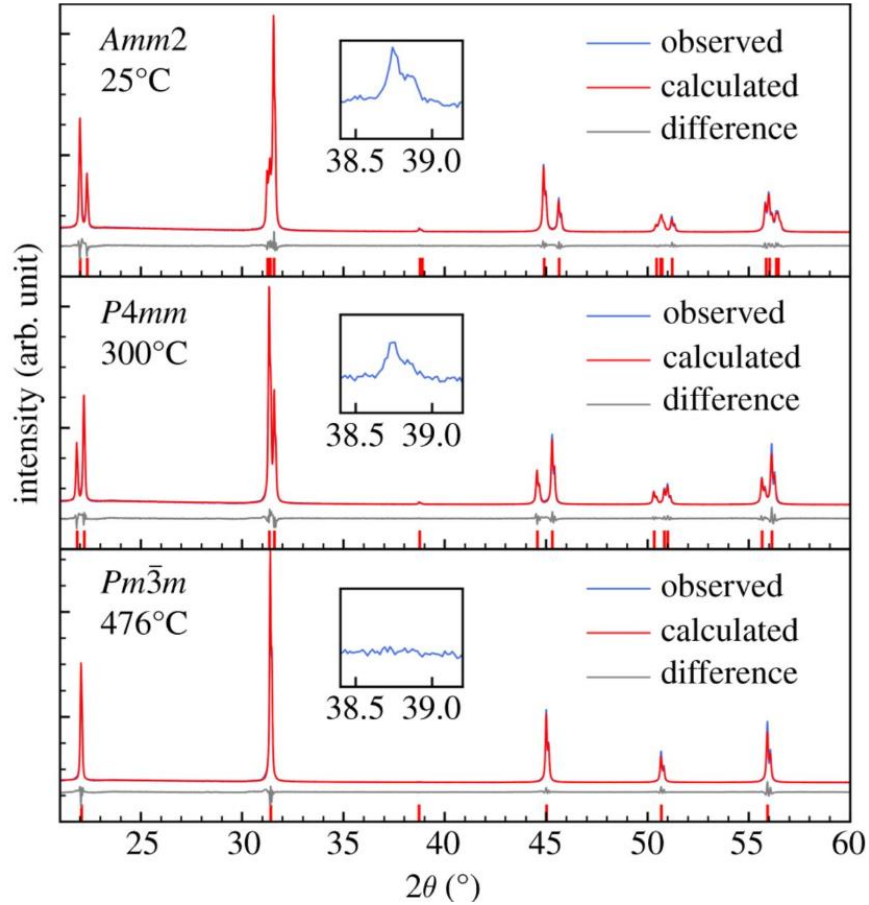 Amm2
25°C
observed
calculated
difference
38.5 39.0
P4mm
300°C
observed
calculated
difference
38.5 39.0
Pm3̄m
476°C
observed
calculated
difference
38.5 39.0
intensity (arb. unit)
25 30 35 40 45 50 55 60
2θ (°)